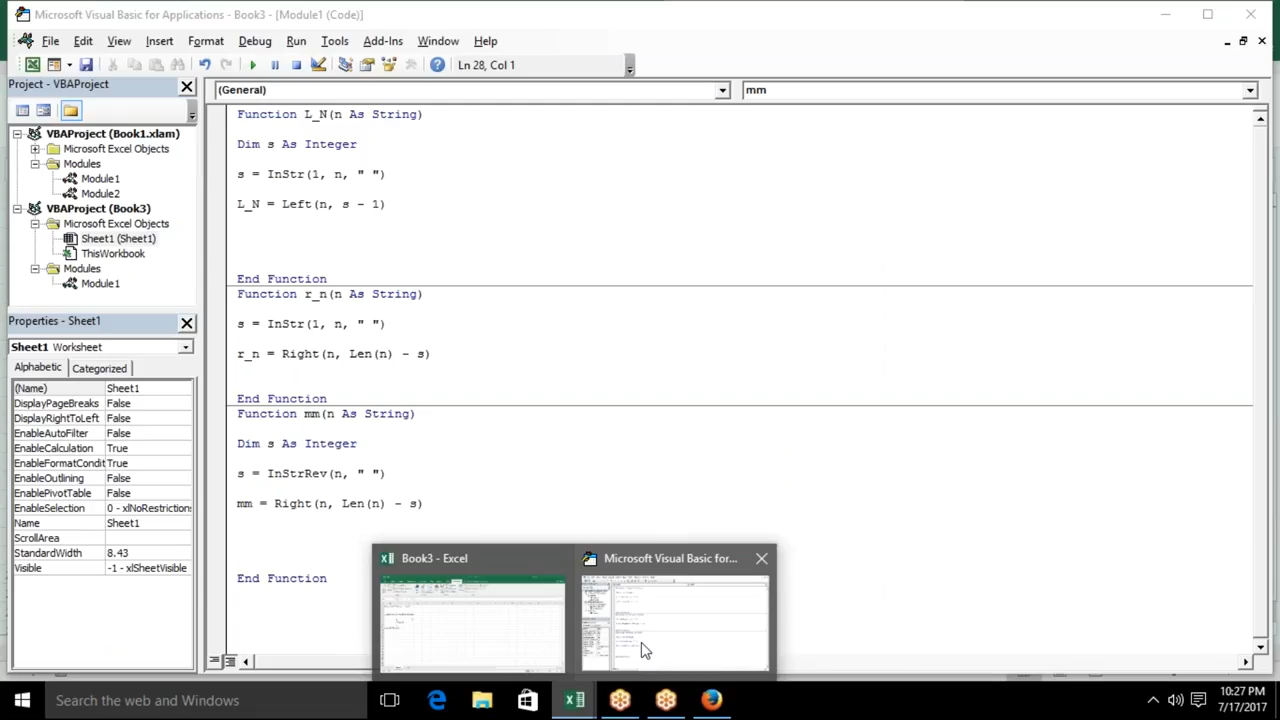 Microsoft Visual Basic for Applications - Book3 - [Module1 (Code)]
File Edit View Insert Format Debug Run Tools Add-Ins Window Help
Ln 28, Col 1
Project - VBAProject
(General)
mm
VBAProject (Book1.xlam)
Microsoft Excel Objects
Modules
Module1
Module2
VBAProject (Book3)
Microsoft Excel Objects
Sheet1 (Sheet1)
ThisWorkbook
Modules
Module1
Properties - Sheet1
Sheet1 Worksheet
Alphabetic Categorized
(Name) Sheet1
DisplayPageBreaks False
DisplayRightToLeft False
EnableAutoFilter False
EnableCalculation True
EnableFormatCondit True
EnableOutlining False
EnablePivotTable False
EnableSelection 0 - xlNoRestrictions
Name Sheet1
ScrollArea
StandardWidth 8.43
Visible -1 - xlSheetVisible
Function L_N(n As String)
Dim s As Integer
s = InStr(1, n, " ")
L_N = Left(n, s - 1)
End Function
Function r_n(n As String)
s = InStr(1, n, " ")
r_n = Right(n, Len(n) - s)
End Function
Function mm(n As String)
Dim s As Integer
s = InStrRev(n, " ")
mm = Right(n, Len(n) - s)
End Function
Book3 - Excel
Microsoft Visual Basic for...
Search the web and Windows
10:27 PM
7/17/2017